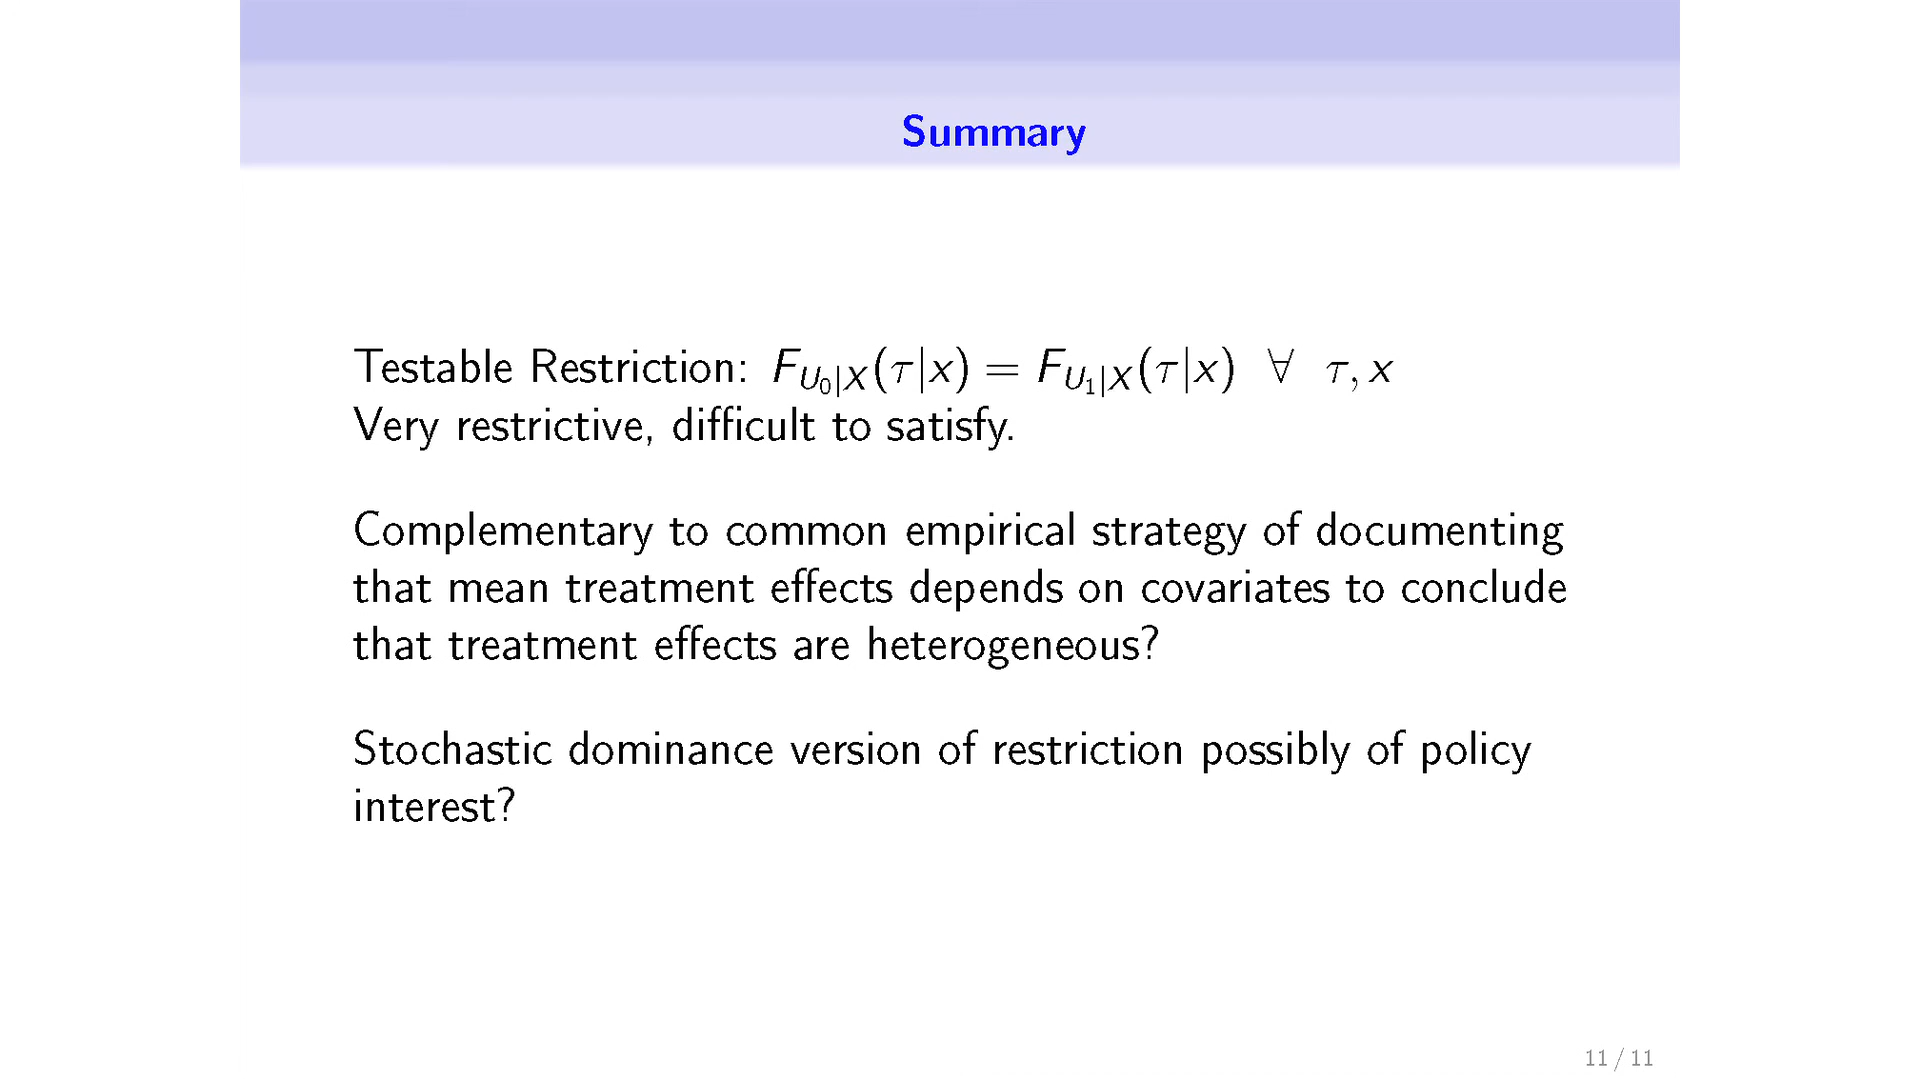 Summary
Testable Restriction: F_{U_0|X}(τ|x) = F_{U_1|X}(τ|x) ∀ τ, x
Very restrictive, difficult to satisfy.
Complementary to common empirical strategy of documenting
that mean treatment effects depends on covariates to conclude
that treatment effects are heterogeneous?
Stochastic dominance version of restriction possibly of policy
interest?
11 / 11